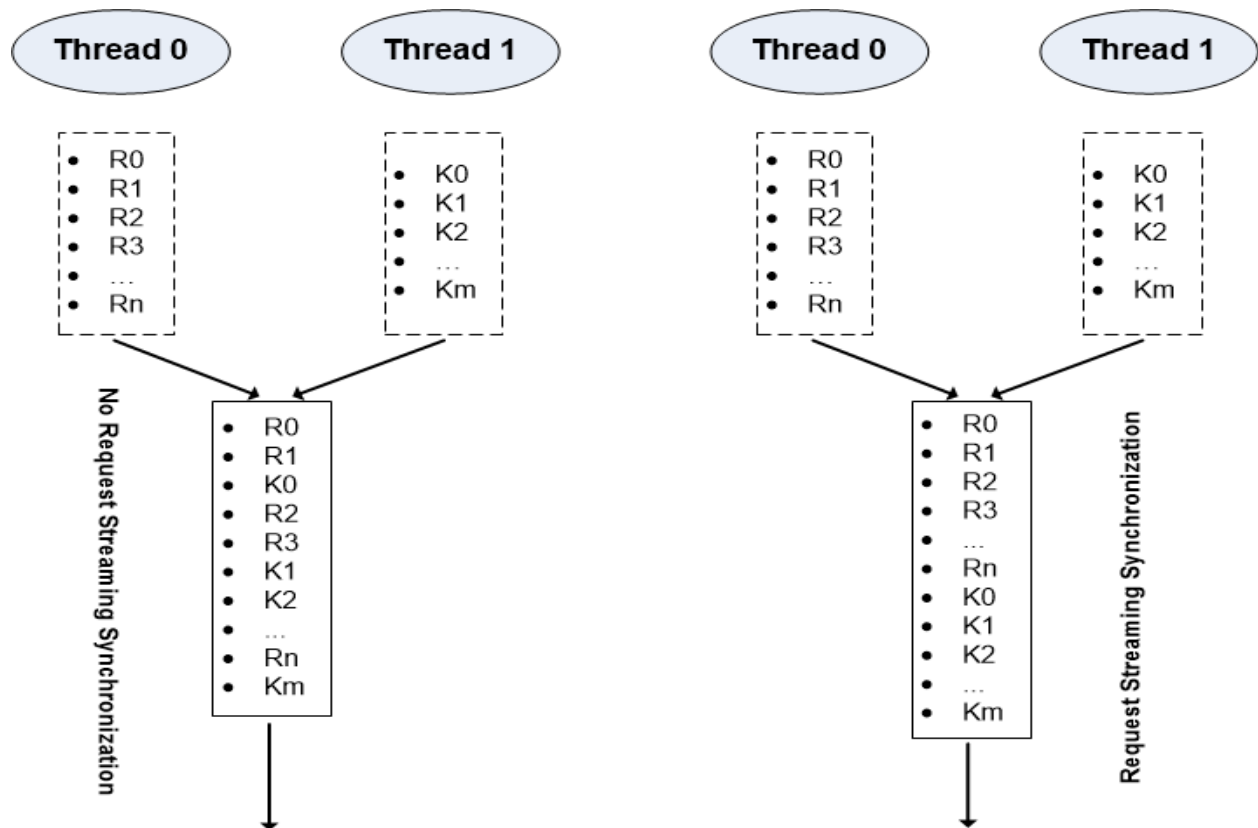 Thread 0
Thread 1
• R0
• R1
• R2
• R3
• ...
• Rn
• K0
• K1
• K2
• ...
• Km
No Request Streaming Synchronization
• R0
• R1
• K0
• R2
• R3
• K1
• K2
• ...
• Rn
• Km
Thread 0
Thread 1
• R0
• R1
• R2
• R3
• ...
• Rn
• K0
• K1
• K2
• ...
• Km
• R0
• R1
• R2
• R3
• ...
• Rn
• K0
• K1
• K2
• ...
• Km
Request Streaming Synchronization